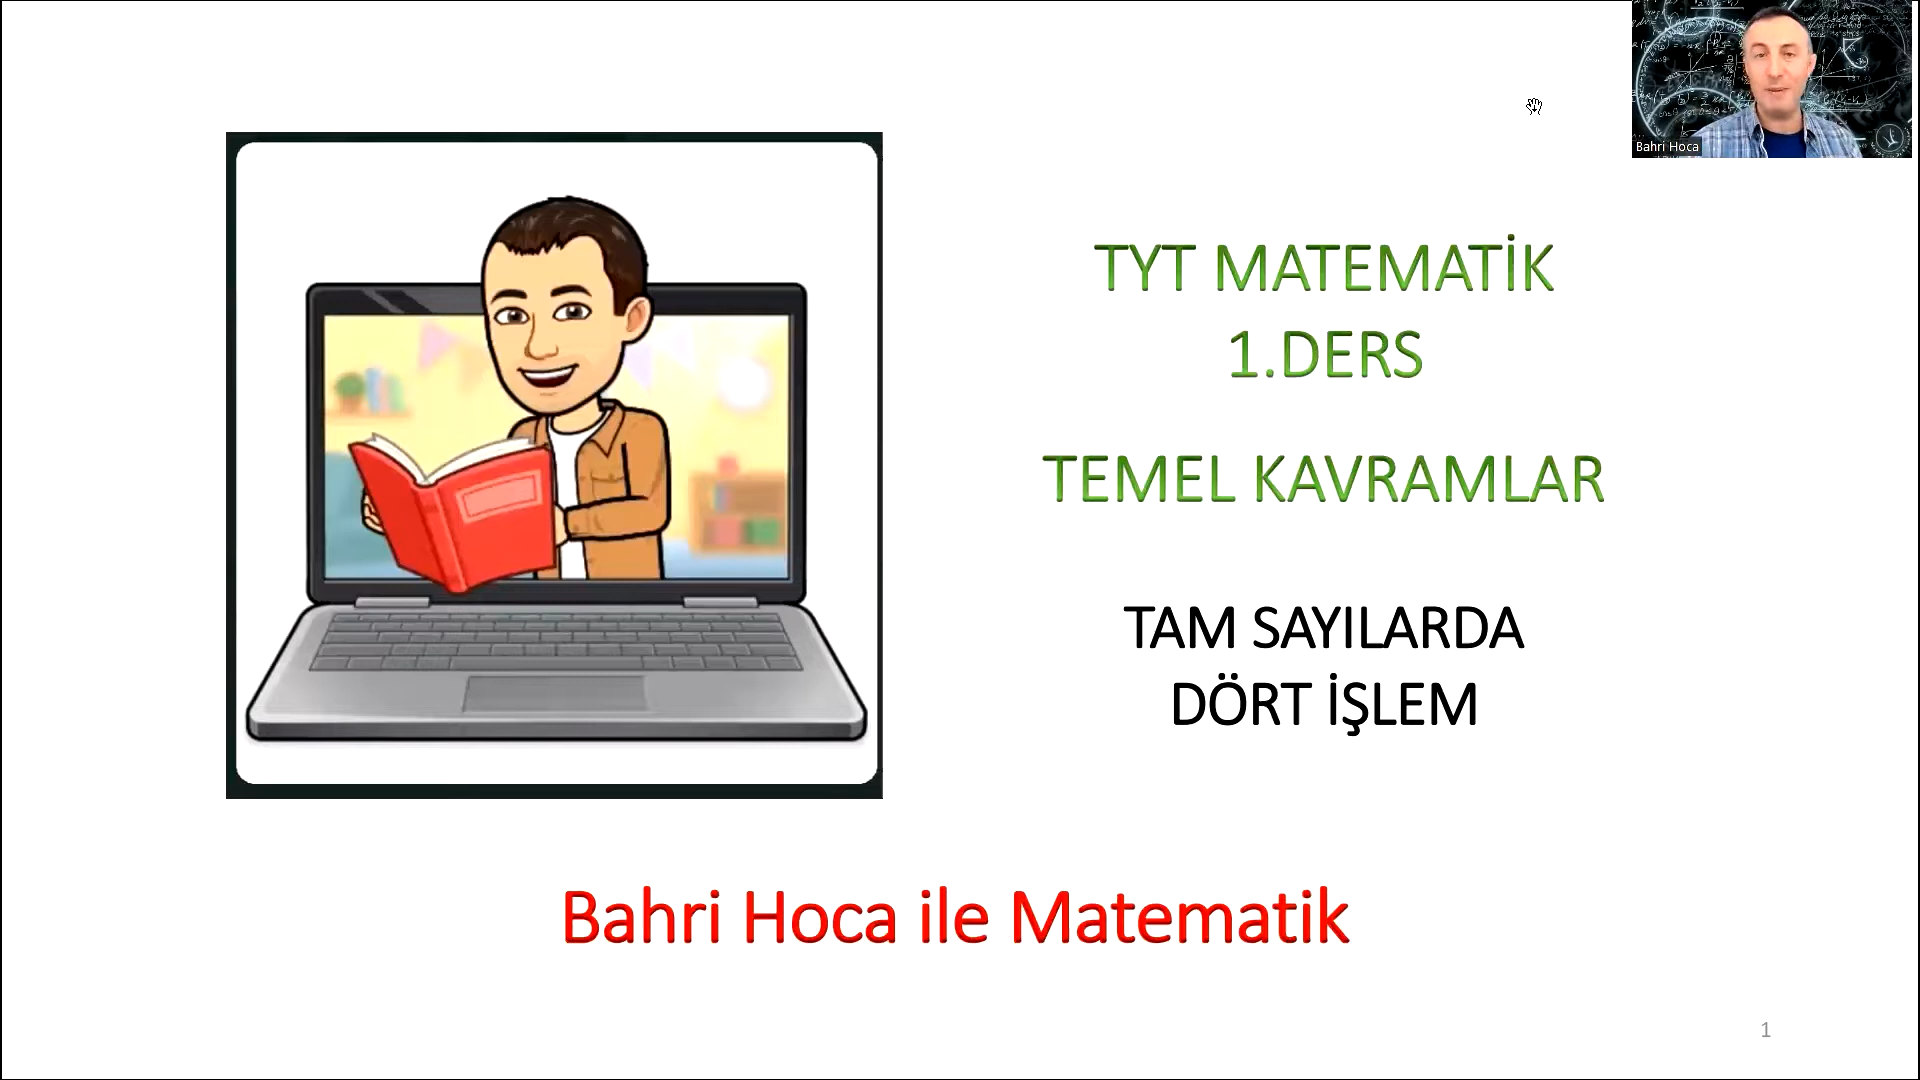 Bahri Hoca
TYT MATEMATİK
1.DERS
TEMEL KAVRAMLAR
TAM SAYILARDA
DÖRT İŞLEM
Bahri Hoca ile Matematik
1